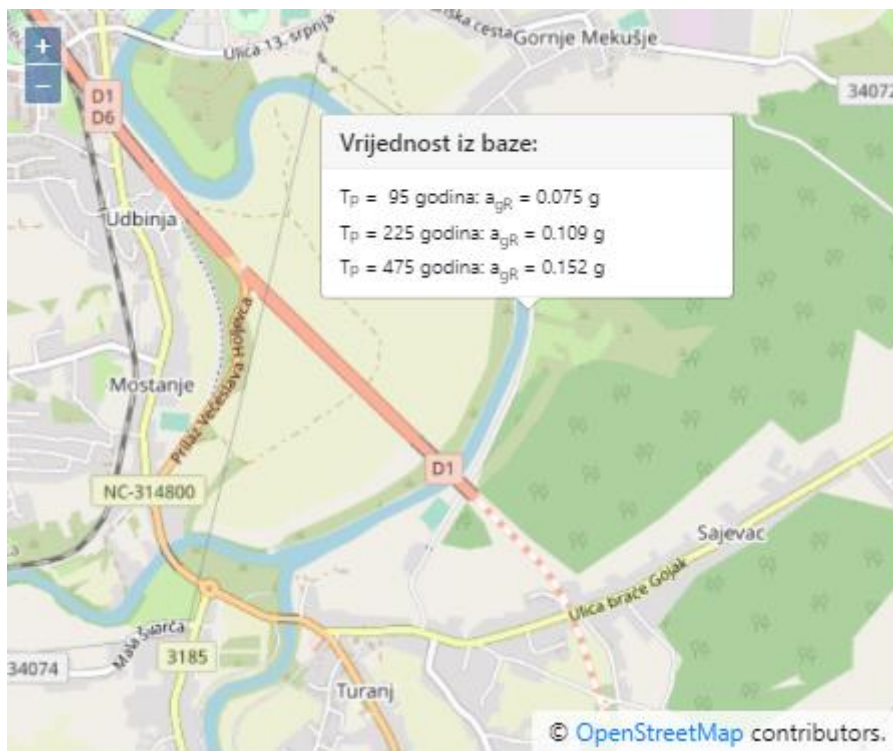 +
−
Ulica 13. srpnja
cesta
Gornje Mekušje
34072
D1
D6
Vrijednost iz baze:
Tp = 95 godina: agR = 0.075 g
Tp = 225 godina: agR = 0.109 g
Tp = 475 godina: agR = 0.152 g
Udbinja
Mostanje
Prilaz Većeslava Holjevca
D1
NC-314800
Sajevac
Ulica braće Gojak
Mala Švarča
3185
34074
Turanj
© OpenStreetMap contributors.